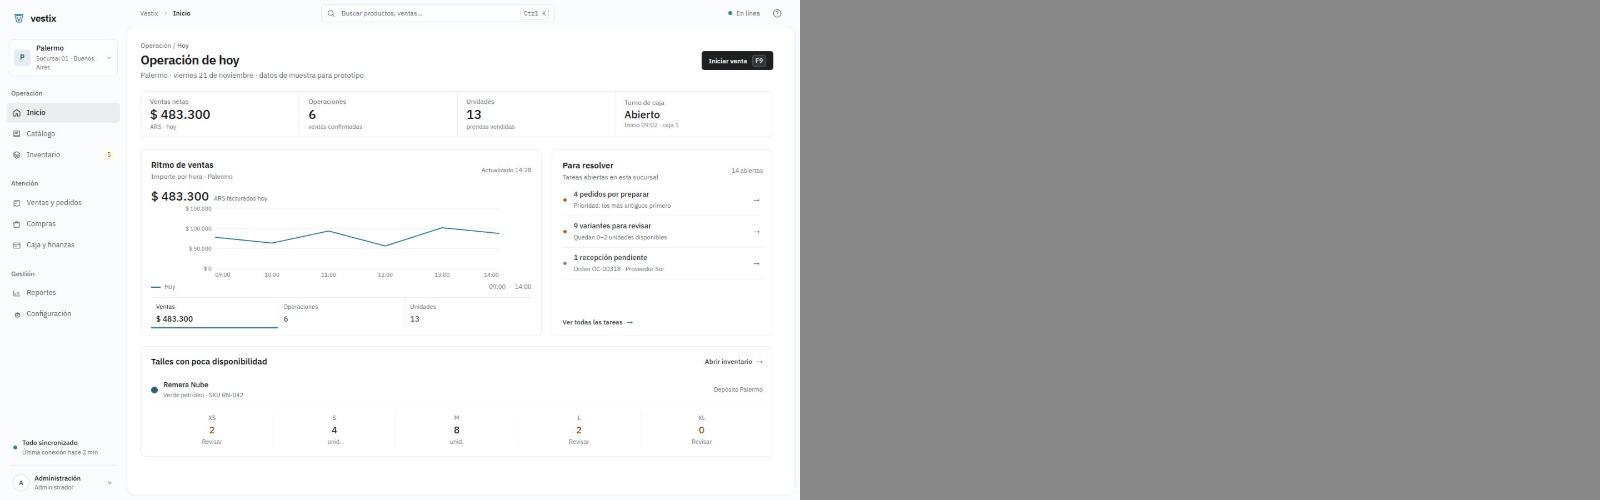 vestix
Vestix > Inicio
Buscar productos, ventas...
Ctrl K
En línea
P
Palermo
Sucursal 01 · Buenos
Aires
Operación
Inicio
Catálogo
Inventario
5
Atención
Ventas y pedidos
Compras
Caja y finanzas
Gestión
Reportes
Configuración
Todo sincronizado
Última conexión hace 2 min
A
Administración
Administrador
Operación / Hoy
Operación de hoy
Palermo · viernes 21 de noviembre · datos de muestra para prototipo
Iniciar venta F9
Ventas netas
$ 483.300
ARS · hoy
Operaciones
6
ventas confirmadas
Unidades
13
prendas vendidas
Turno de caja
Abierto
Inicio 09:02 · caja 1
Ritmo de ventas
Importe por hora · Palermo
Actualizado 14:28
$ 483.300 ARS facturados hoy
$ 150.000
$ 100.000
$ 50.000
$ 0
09:00 10:00 11:00 12:00 13:00 14:00
Hoy
09:00 - 14:00
Ventas
$ 483.300
Operaciones
6
Unidades
13
Para resolver
Tareas abiertas en esta sucursal
14 abiertas
4 pedidos por preparar
Prioridad: los más antiguos primero
→
9 variantes para revisar
Quedan 0–2 unidades disponibles
→
1 recepción pendiente
Orden OC-00318 · Proveedor Sur
→
Ver todas las tareas →
Talles con poca disponibilidad
Abrir inventario →
Remera Nube
Verde petróleo · SKU RN-042
Depósito Palermo
XS
2
Revisar
S
4
unid.
M
8
unid.
L
2
Revisar
XL
0
Revisar